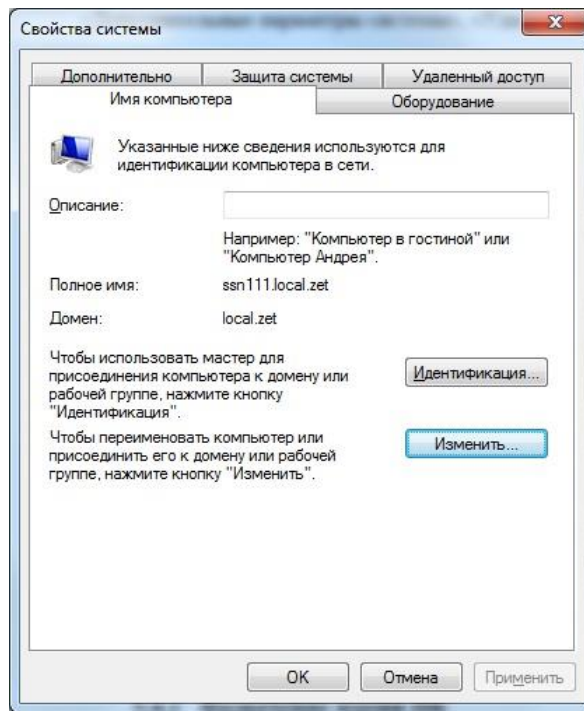 Свойства системы
Дополнительно Защита системы Удаленный доступ
Имя компьютера Оборудование
Указанные ниже сведения используются для
идентификации компьютера в сети.
Описание:
Например: "Компьютер в гостиной" или
"Компьютер Андрея".
Полное имя: ssn111.local.zet
Домен: local.zet
Чтобы использовать мастер для
присоединения компьютера к домену или
рабочей группе, нажмите кнопку
"Идентификация".
Идентификация...
Чтобы переименовать компьютер или
присоединить его к домену или рабочей
группе, нажмите кнопку "Изменить".
Изменить...
OK Отмена Применить